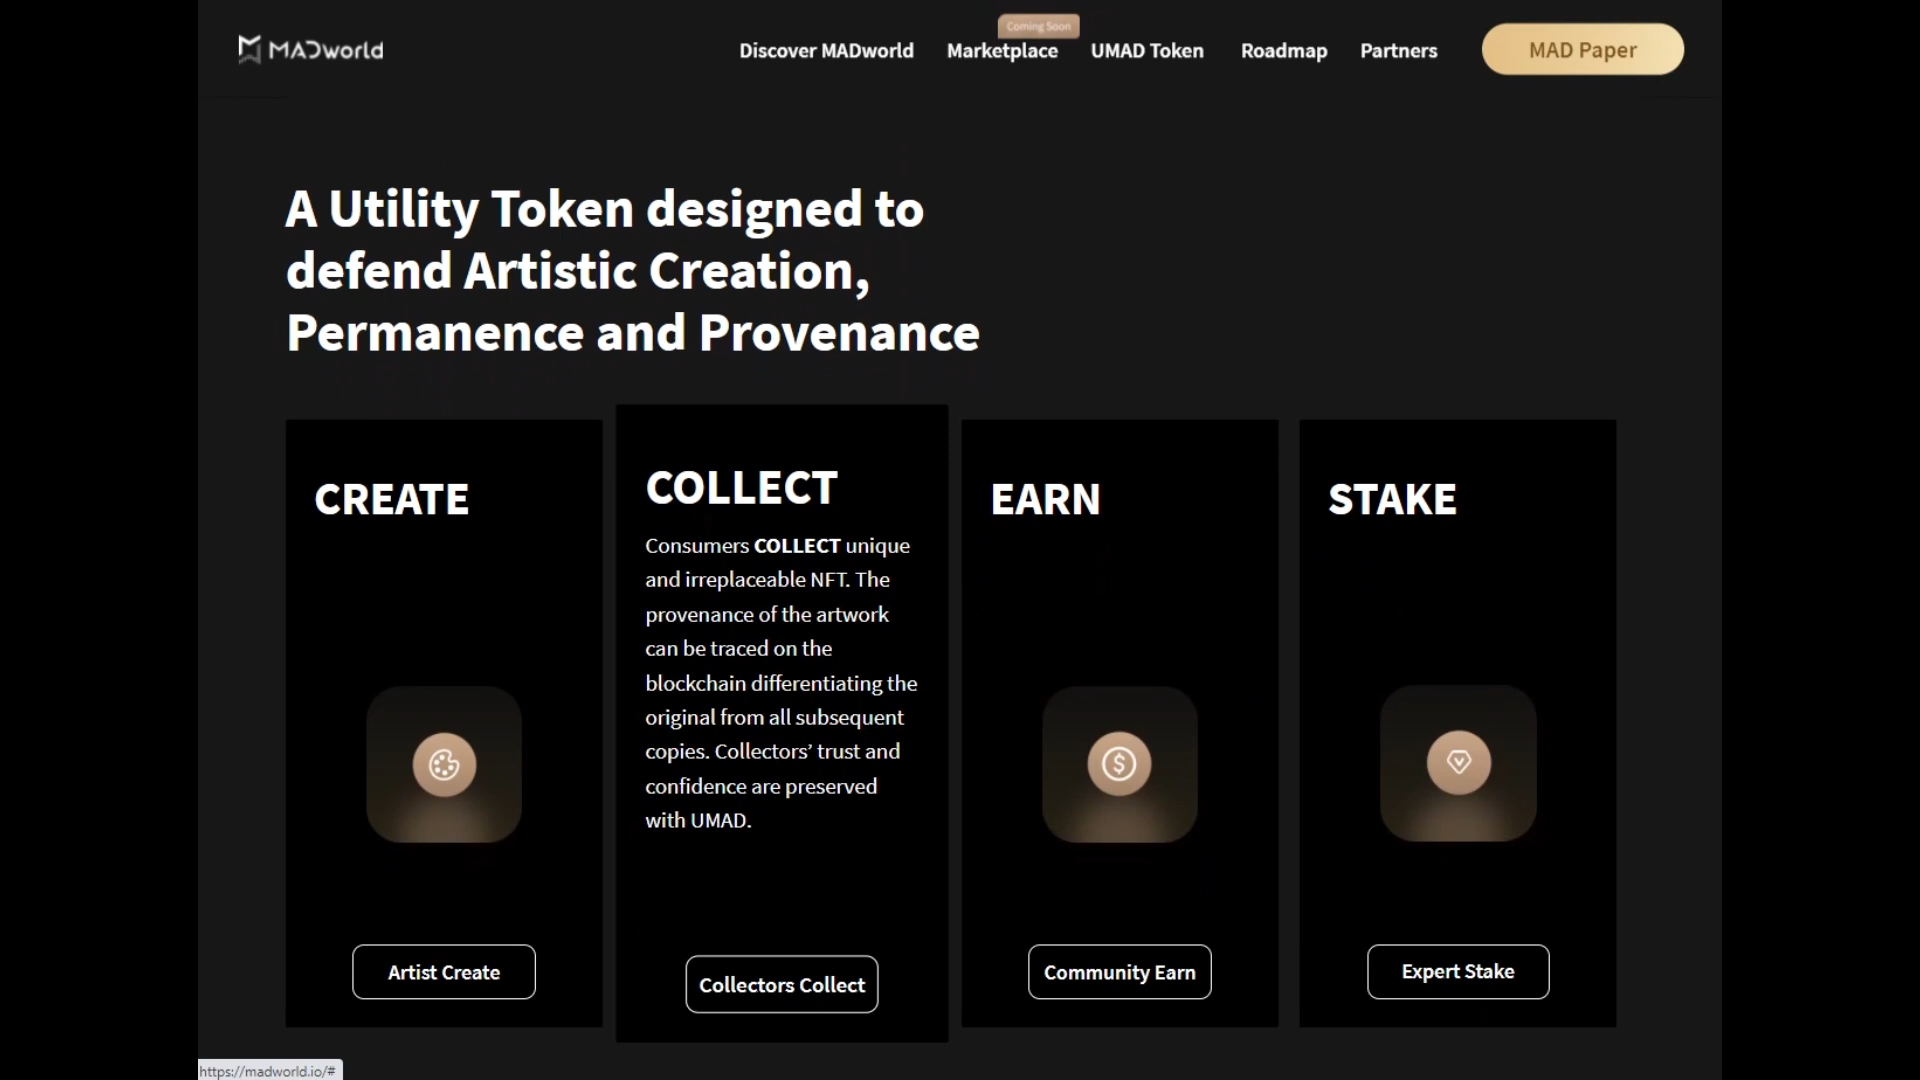 MADworld
Coming Soon
Discover MADworld
Marketplace
UMAD Token
Roadmap
Partners
MAD Paper
A Utility Token designed to
defend Artistic Creation,
Permanence and Provenance
CREATE
Artist Create
COLLECT
Consumers COLLECT unique
and irreplaceable NFT. The
provenance of the artwork
can be traced on the
blockchain differentiating the
original from all subsequent
copies. Collectors’ trust and
confidence are preserved
with UMAD.
Collectors Collect
EARN
Community Earn
STAKE
Expert Stake
https://madworld.io/#